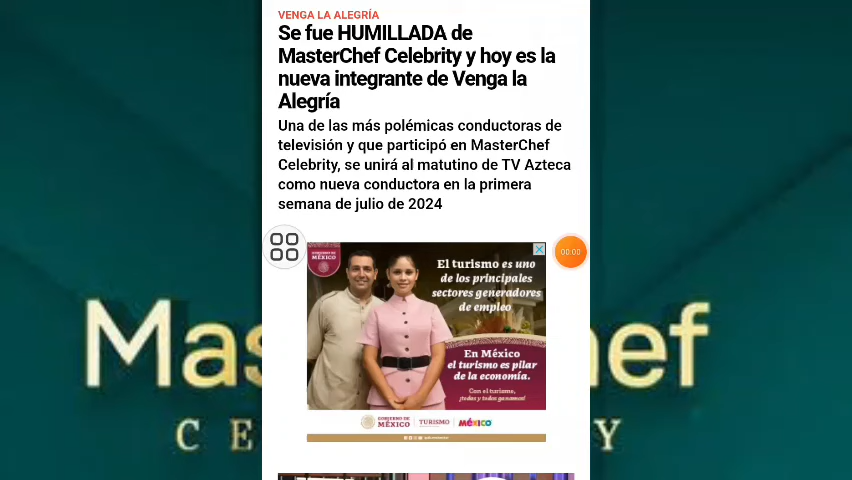 VENGA LA ALEGRÍA
Se fue HUMILLADA de
MasterChef Celebrity y hoy es la
nueva integrante de Venga la
Alegría
Una de las más polémicas conductoras de
televisión y que participó en MasterChef
Celebrity, se unirá al matutino de TV Azteca
como nueva conductora en la primera
semana de julio de 2024
00:00
GOBIERNO DE
MÉXICO
El turismo es uno
de los principales
sectores generadores
de empleo
En México
el turismo es pilar
de la economía.
Con el turismo,
¡todas y todos ganamos!
GOBIERNO DE
MÉXICO
TURISMO
MÉXICO
Mas
hef
C E
Y